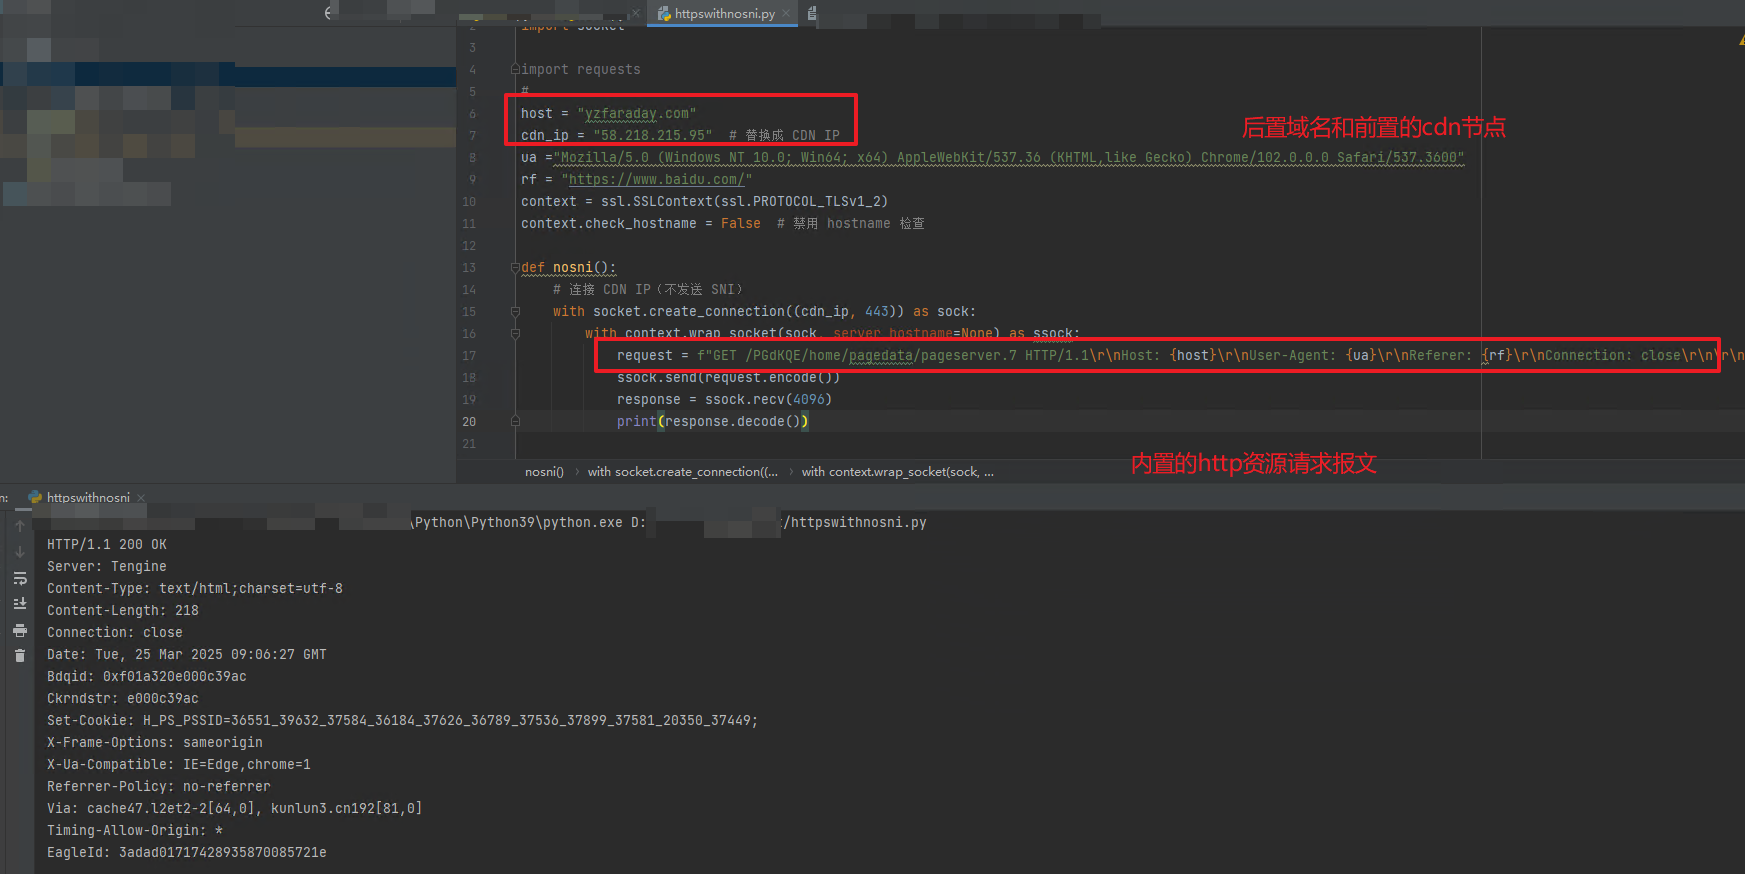 httpswithnosni.py
2 import socket
3
4 import requests
5 #
6 host = "yzfaraday.com"
7 cdn_ip = "58.218.215.95"  # 替换成 CDN IP
后置域名和前置的cdn节点
8 ua ="Mozilla/5.0 (Windows NT 10.0; Win64; x64) AppleWebKit/537.36 (KHTML,like Gecko) Chrome/102.0.0.0 Safari/537.3600"
9 rf = "https://www.baidu.com/"
10 context = ssl.SSLContext(ssl.PROTOCOL_TLSv1_2)
11 context.check_hostname = False  # 禁用 hostname 检查
12
13 def nosni():
14 # 连接 CDN IP（不发送 SNI）
15 with socket.create_connection((cdn_ip, 443)) as sock:
16 with context.wrap_socket(sock, server_hostname=None) as ssock:
17 request = f"GET /PGdKQE/home/pagedata/pageserver.7 HTTP/1.1\r\nHost: {host}\r\nUser-Agent: {ua}\r\nReferer: {rf}\r\nConnection: close\r\n\r\n
18 ssock.send(request.encode())
19 response = ssock.recv(4096)
20 print(response.decode())
21
内置的http资源请求报文
nosni() › with socket.create_connection((... › with context.wrap_socket(sock, ...
n: httpswithnosni
\Python\Python39\python.exe D: /httpswithnosni.py
HTTP/1.1 200 OK
Server: Tengine
Content-Type: text/html;charset=utf-8
Content-Length: 218
Connection: close
Date: Tue, 25 Mar 2025 09:06:27 GMT
Bdqid: 0xf01a320e000c39ac
Ckrndstr: e000c39ac
Set-Cookie: H_PS_PSSID=36551_39632_37584_36184_37626_36789_37536_37899_37581_20350_37449;
X-Frame-Options: sameorigin
X-Ua-Compatible: IE=Edge,chrome=1
Referrer-Policy: no-referrer
Via: cache47.l2et2-2[64,0], kunlun3.cn192[81,0]
Timing-Allow-Origin: *
EagleId: 3adad01717428935870085721e